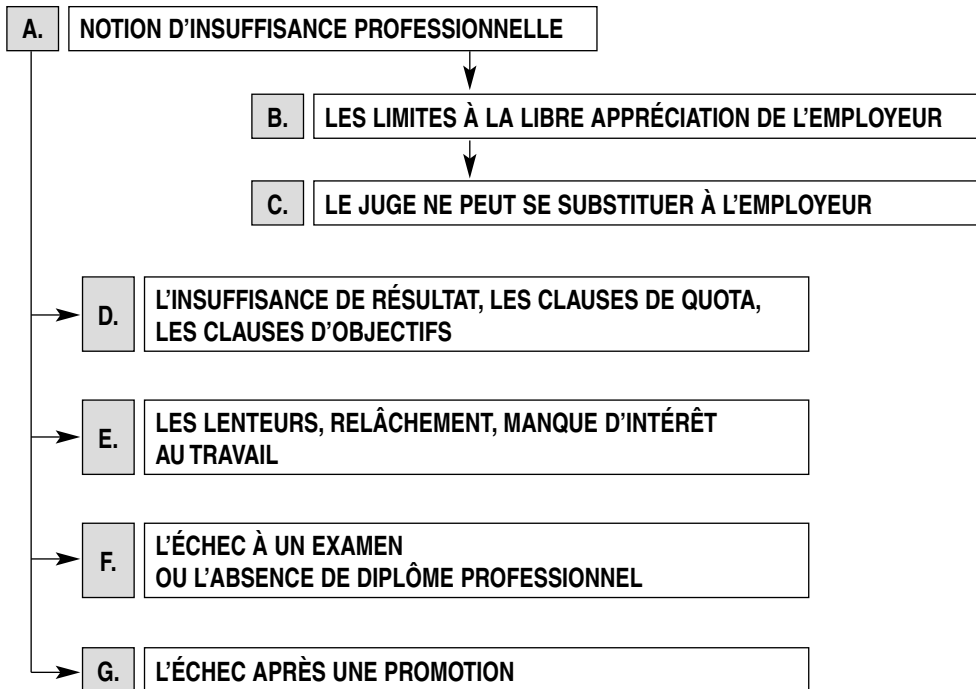 A. NOTION D'INSUFFISANCE PROFESSIONNELLE
B. LES LIMITES À LA LIBRE APPRÉCIATION DE L'EMPLOYEUR
C. LE JUGE NE PEUT SE SUBSTITUER À L'EMPLOYEUR
D. L'INSUFFISANCE DE RÉSULTAT, LES CLAUSES DE QUOTA,
LES CLAUSES D'OBJECTIFS
E. LES LENTEURS, RELÂCHEMENT, MANQUE D'INTÉRÊT
AU TRAVAIL
F. L'ÉCHEC À UN EXAMEN
OU L'ABSENCE DE DIPLÔME PROFESSIONNEL
G. L'ÉCHEC APRÈS UNE PROMOTION